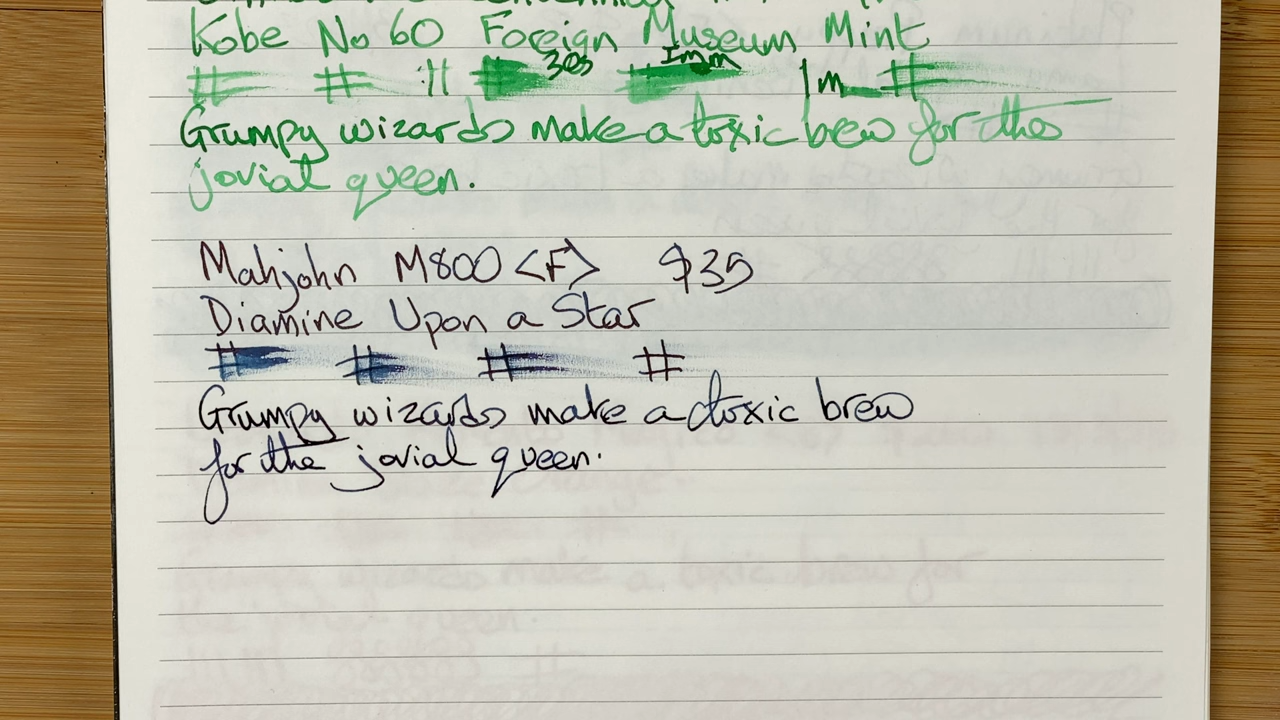 Kobe No 60 Foreign Museum Mint
# # # # 30s # 1mm 1m #
Grumpy wizards make a toxic brew for the
jovial queen.
Mahjohn M800 <F> $35
Diamine Upon a Star
# # # #
Grumpy wizards make a toxic brew
for the jovial queen.